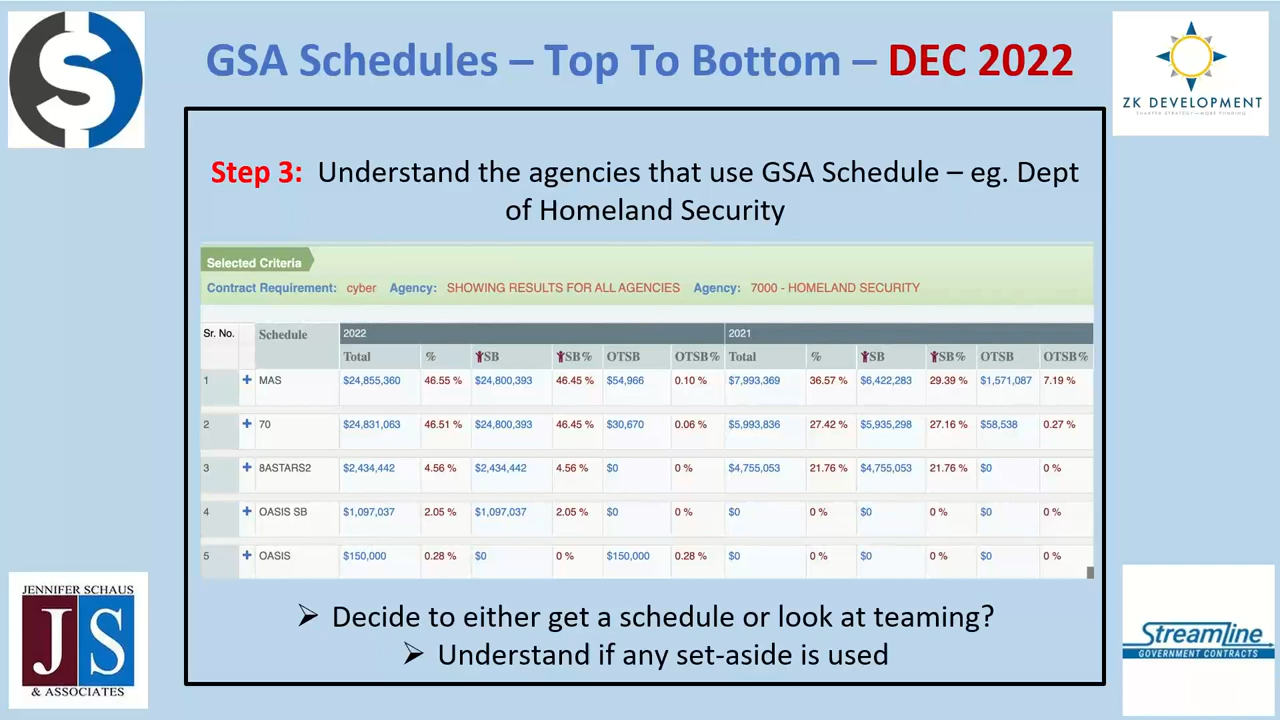 GSA Schedules – Top To Bottom – DEC 2022
S
ZK DEVELOPMENT
Step 3: Understand the agencies that use GSA Schedule – eg. Dept
of Homeland Security
Selected Criteria
Contract Requirement: cyber Agency: SHOWING RESULTS FOR ALL AGENCIES Agency: 7000 - HOMELAND SECURITY
Sr. No. Schedule 2022 2021
Total % SB SB% OTSB OTSB% Total % SB SB% OTSB OTSB%
1 + MAS $24,855,360 46.55 % $24,800,393 46.45 % $54,966 0.10 % $7,993,369 36.57 % $6,422,283 29.39 % $1,571,087 7.19 %
2 + 70 $24,831,063 46.51 % $24,800,393 46.45 % $30,670 0.06 % $5,993,836 27.42 % $5,935,298 27.16 % $58,538 0.27 %
3 + 8ASTARS2 $2,434,442 4.56 % $2,434,442 4.56 % $0 0 % $4,755,053 21.76 % $4,755,053 21.76 % $0 0 %
4 + OASIS SB $1,097,037 2.05 % $1,097,037 2.05 % $0 0 % $0 0 % $0 0 % $0 0 %
5 + OASIS $150,000 0.28 % $0 0 % $150,000 0.28 % $0 0 % $0 0 % $0 0 %
➢ Decide to either get a schedule or look at teaming?
➢ Understand if any set-aside is used
JENNIFER SCHAUS
J S
& ASSOCIATES
Streamline
GOVERNMENT CONTRACTS